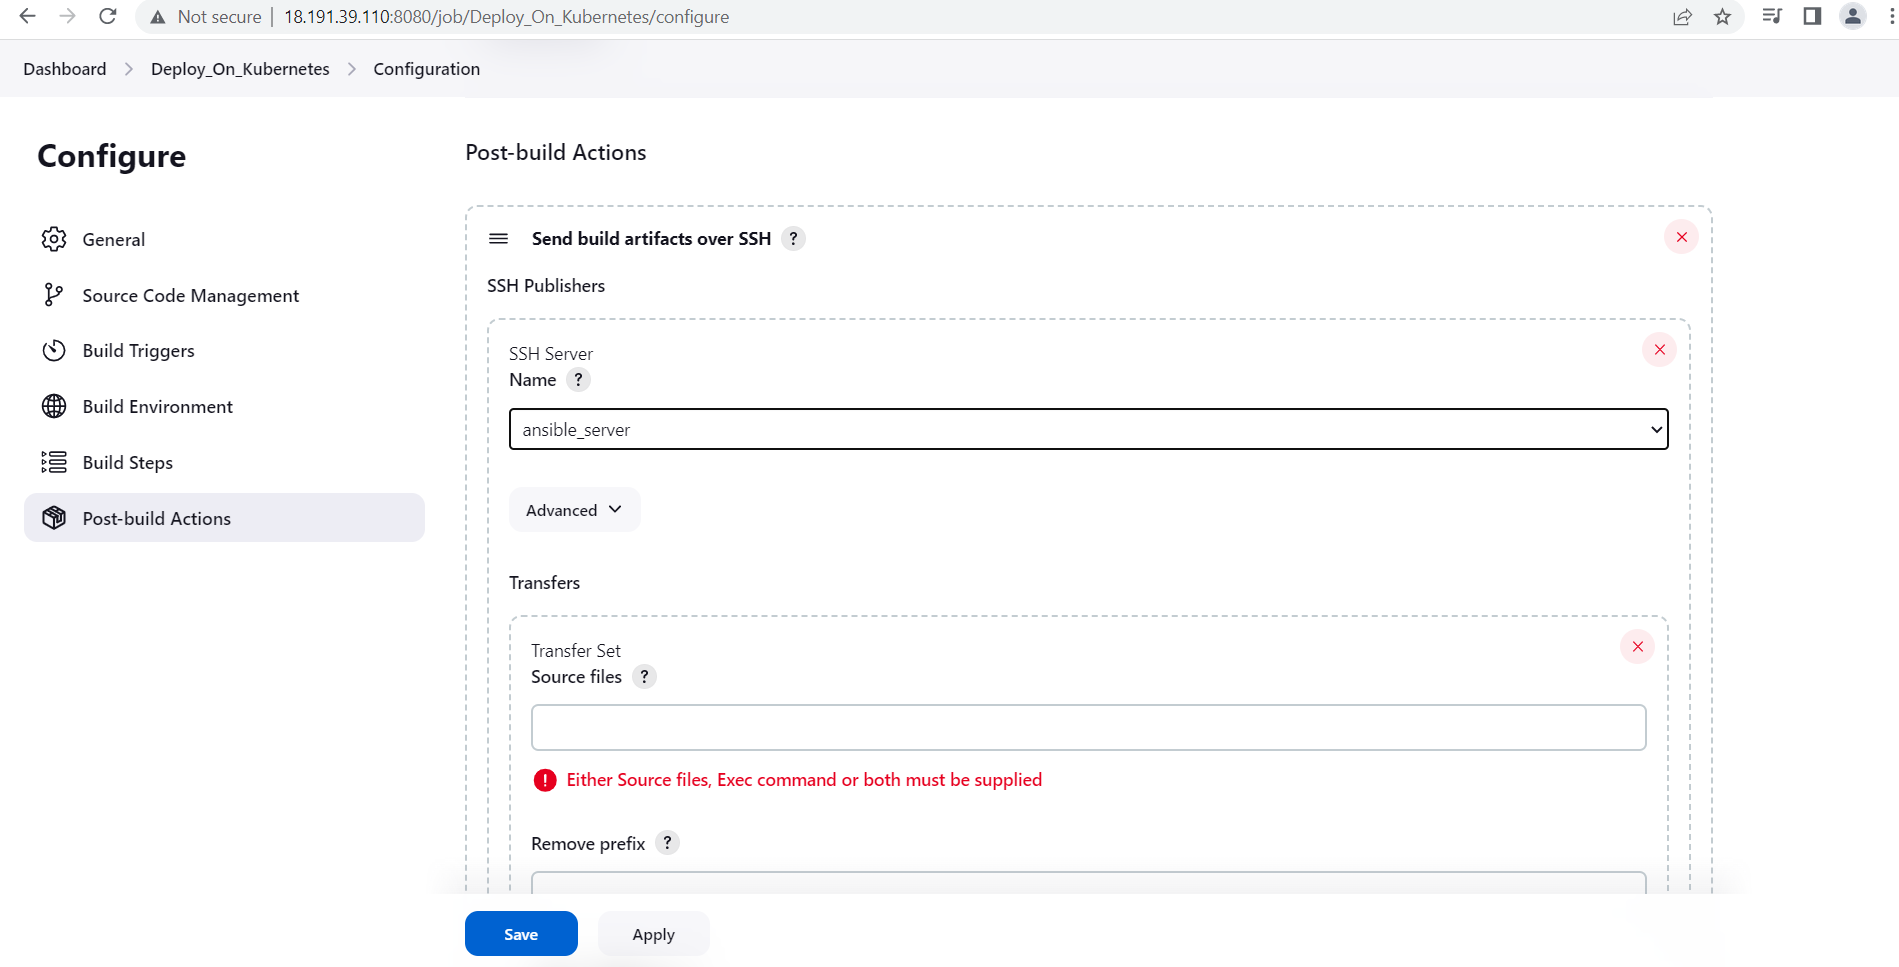 Not secure | 18.191.39.110:8080/job/Deploy_On_Kubernetes/configure
Dashboard > Deploy_On_Kubernetes > Configuration
Configure
General
Source Code Management
Build Triggers
Build Environment
Build Steps
Post-build Actions
Post-build Actions
Send build artifacts over SSH ?
SSH Publishers
SSH Server
Name ?
ansible_server
Advanced
Transfers
Transfer Set
Source files ?
Either Source files, Exec command or both must be supplied
Remove prefix ?
Save Apply